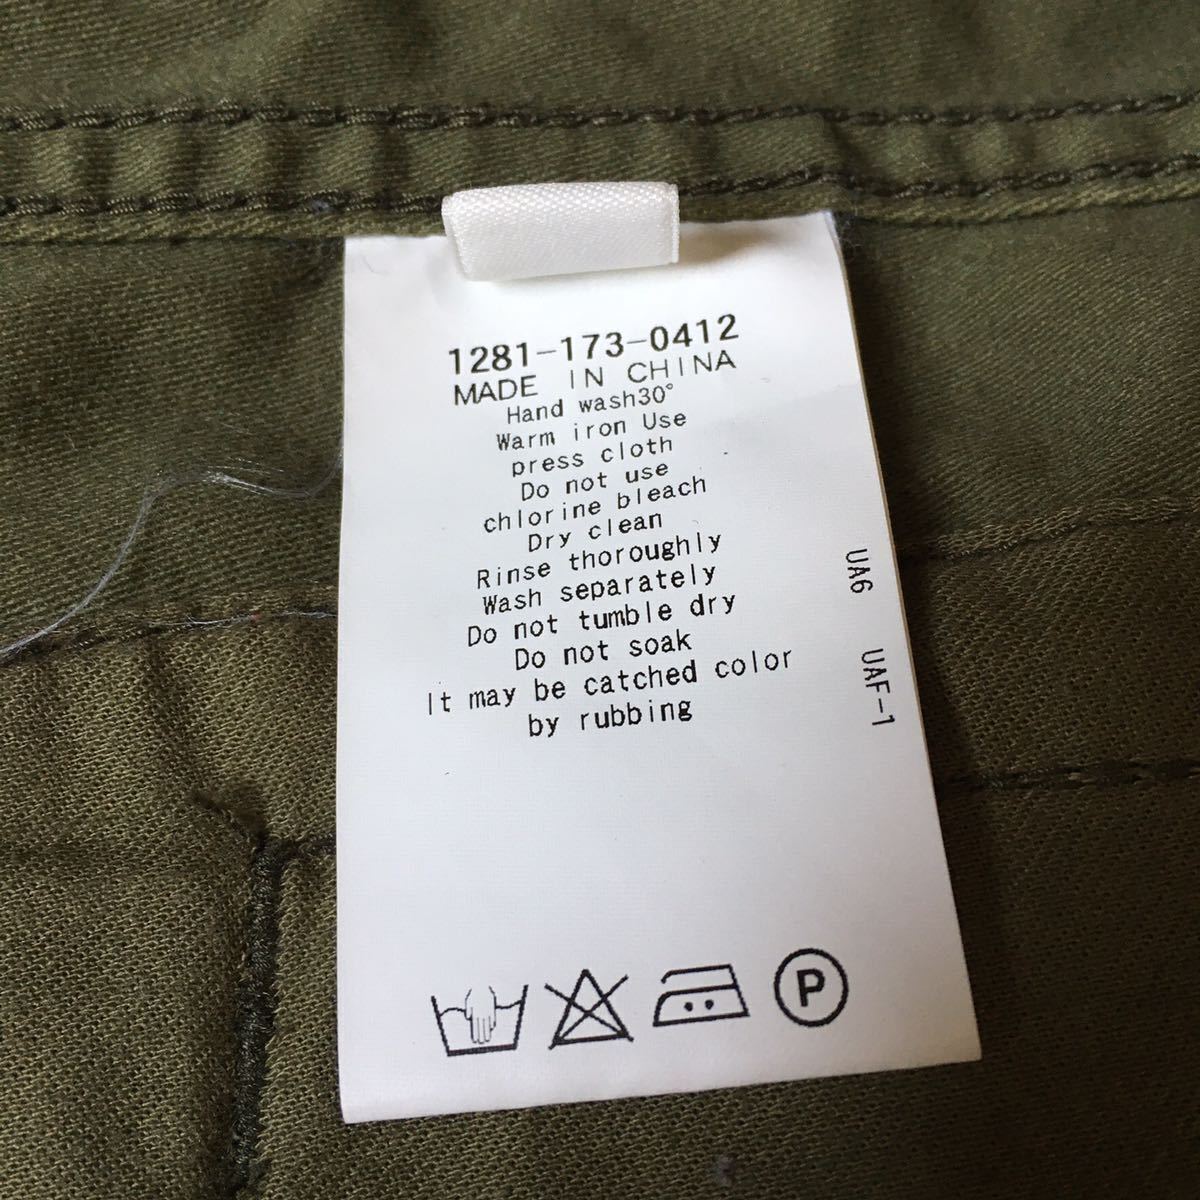 1281-173-0412
MADE IN CHINA
Hand wash30°
Warm iron Use
press cloth
Do not use
chlorine bleach
Dry clean
Rinse thoroughly
Wash separately
Do not tumble dry
Do not soak
It may be catched color
by rubbing
UA6 UAF-1
P